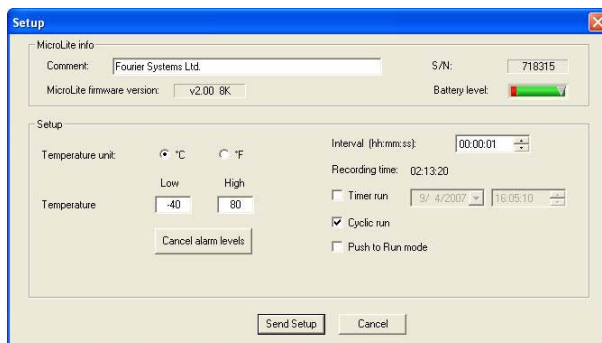 Setup
MicroLite info
Comment: Fourier Systems Ltd. S/N: 718315
MicroLite firmware version: v2.00 8K Battery level:
Setup
Temperature unit: °C °F Interval (hh:mm:ss): 00:00:01
Recording time: 02:13:20
Low High
Timer run 9/ 4/2007 16:05:10
Temperature -40 80
Cyclic run
Cancel alarm levels
Push to Run mode
Send Setup Cancel